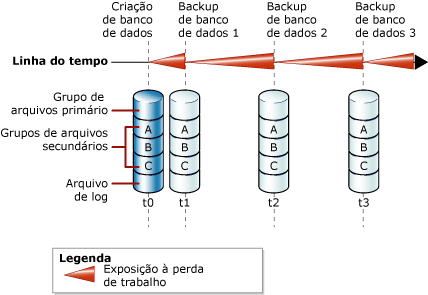 Criação
de banco
de dados
Backup
de banco
de dados 1
Backup
de banco
de dados 2
Backup
de banco
de dados 3
Linha do tempo
Grupo de
arquivos primário
Grupos de arquivos
secundários
Arquivo
de log
A
B
C
A
B
C
A
B
C
A
B
C
t0
t1
t2
t3
Legenda
Exposição à perda
de trabalho